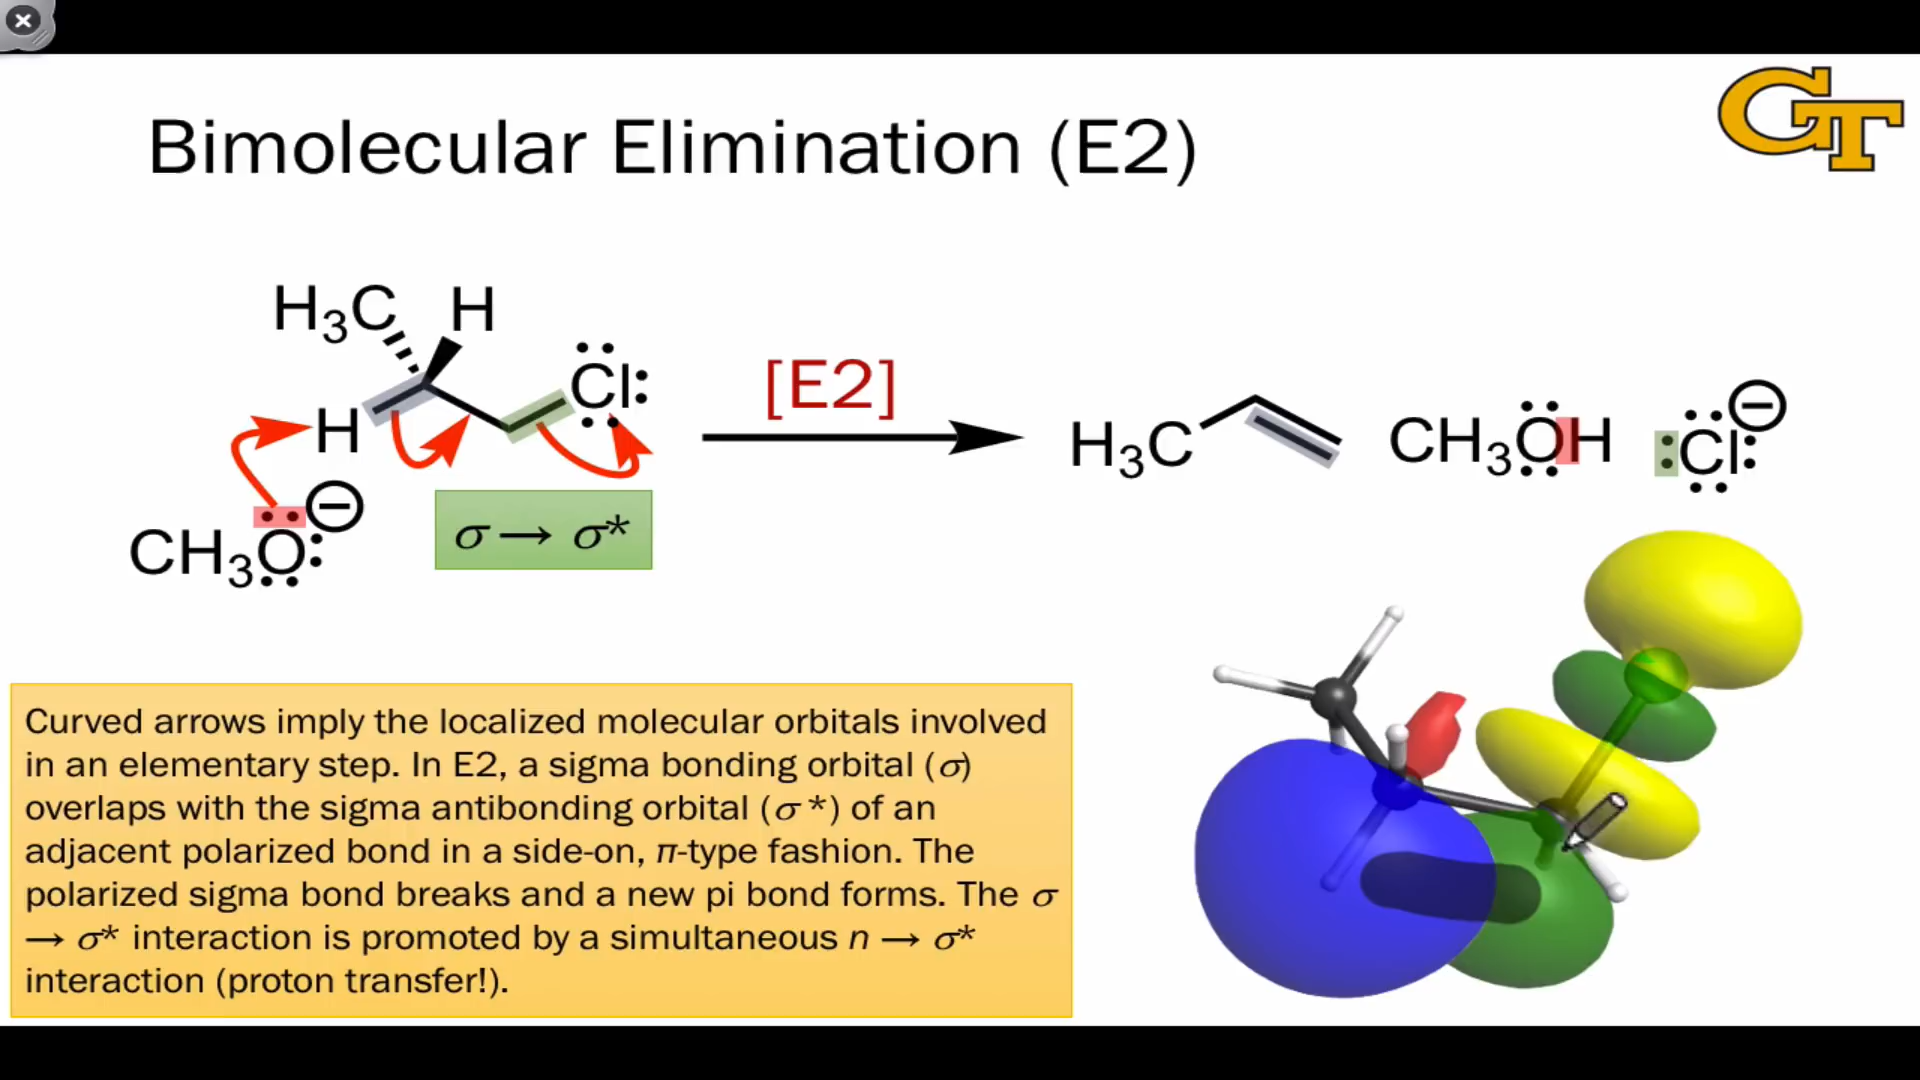 GT
Bimolecular Elimination (E2)
H₃C H
H Cl
CH₃O⊖
σ → σ*
[E2]
H₃C CH₃OH Cl⊖
Curved arrows imply the localized molecular orbitals involved
in an elementary step. In E2, a sigma bonding orbital (σ)
overlaps with the sigma antibonding orbital (σ*) of an
adjacent polarized bond in a side-on, π-type fashion. The
polarized sigma bond breaks and a new pi bond forms. The σ
→ σ* interaction is promoted by a simultaneous n → σ*
interaction (proton transfer!).